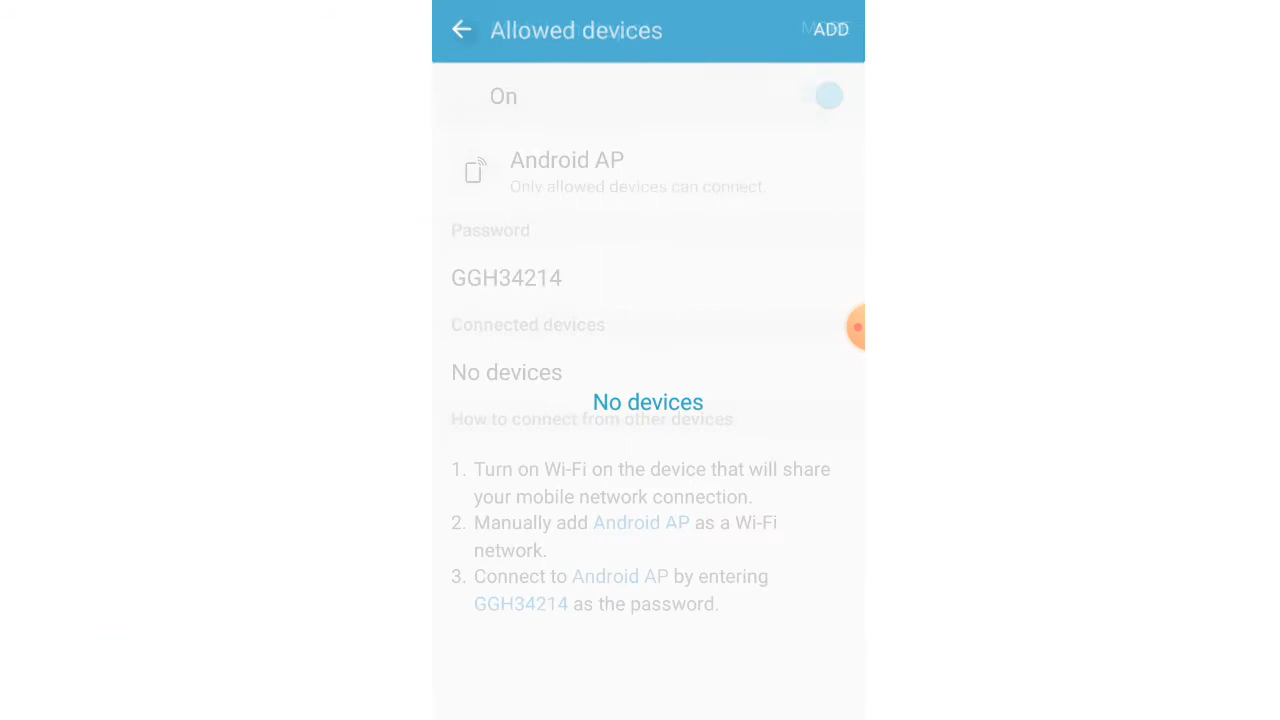 Allowed devices
ADD
On
Android AP
Only allowed devices can connect.
Password
GGH34214
Connected devices
No devices
No devices
How to connect from other devices
1. Turn on Wi-Fi on the device that will share
your mobile network connection.
2. Manually add Android AP as a Wi-Fi
network.
3. Connect to Android AP by entering
GGH34214 as the password.